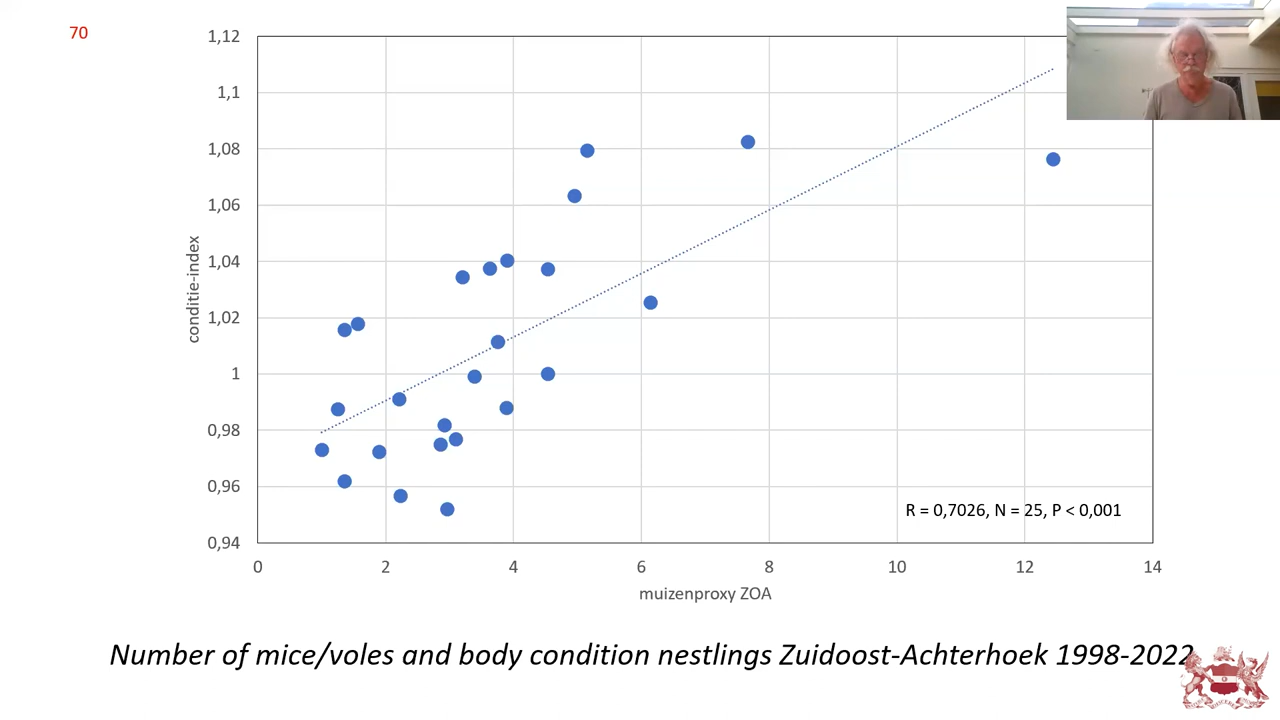 70
1,12
1,1
1,08
1,06
1,04
1,02
1
0,98
0,96
0,94
conditie-index
R = 0,7026, N = 25, P < 0,001
0 2 4 6 8 10 12 14
muizenproxy ZOA
Number of mice/voles and body condition nestlings Zuidoost-Achterhoek 1998-2022